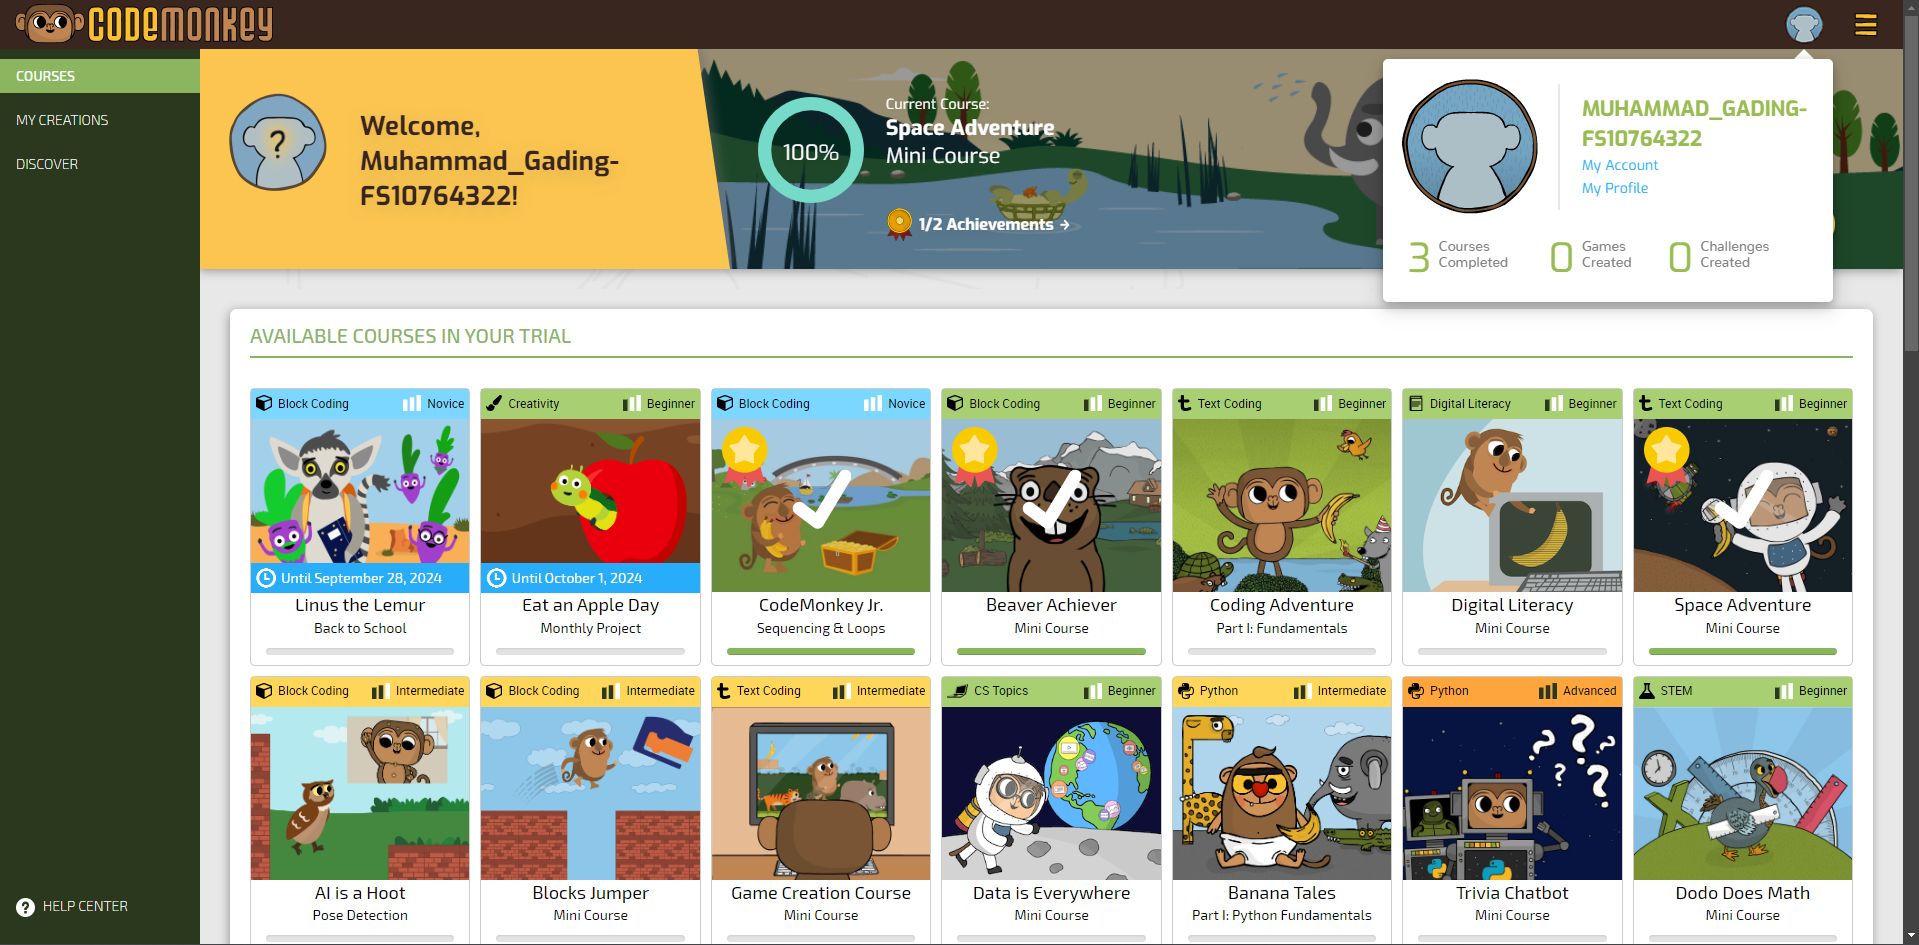 CODEMONKEY
COURSES
MY CREATIONS
DISCOVER
HELP CENTER
?
Welcome,
Muhammad_Gading-
FS10764322!
100%
Current Course:
Space Adventure
Mini Course
1/2 Achievements →
MUHAMMAD_GADING-
FS10764322
My Account
My Profile
3 Courses Completed
0 Games Created
0 Challenges Created
AVAILABLE COURSES IN YOUR TRIAL
Block Coding Novice
Until September 28, 2024
Linus the Lemur
Back to School
Creativity Beginner
Until October 1, 2024
Eat an Apple Day
Monthly Project
Block Coding Novice
CodeMonkey Jr.
Sequencing & Loops
Block Coding Beginner
Beaver Achiever
Mini Course
Text Coding Beginner
Coding Adventure
Part I: Fundamentals
Digital Literacy Beginner
Digital Literacy
Mini Course
Text Coding Beginner
Space Adventure
Mini Course
Block Coding Intermediate
AI is a Hoot
Pose Detection
Block Coding Intermediate
Blocks Jumper
Mini Course
Text Coding Intermediate
Game Creation Course
Mini Course
CS Topics Beginner
Data is Everywhere
Mini Course
Python Intermediate
Banana Tales
Part I: Python Fundamentals
Python Advanced
? ? ? ? ?
Trivia Chatbot
Mini Course
STEM Beginner
Dodo Does Math
Mini Course